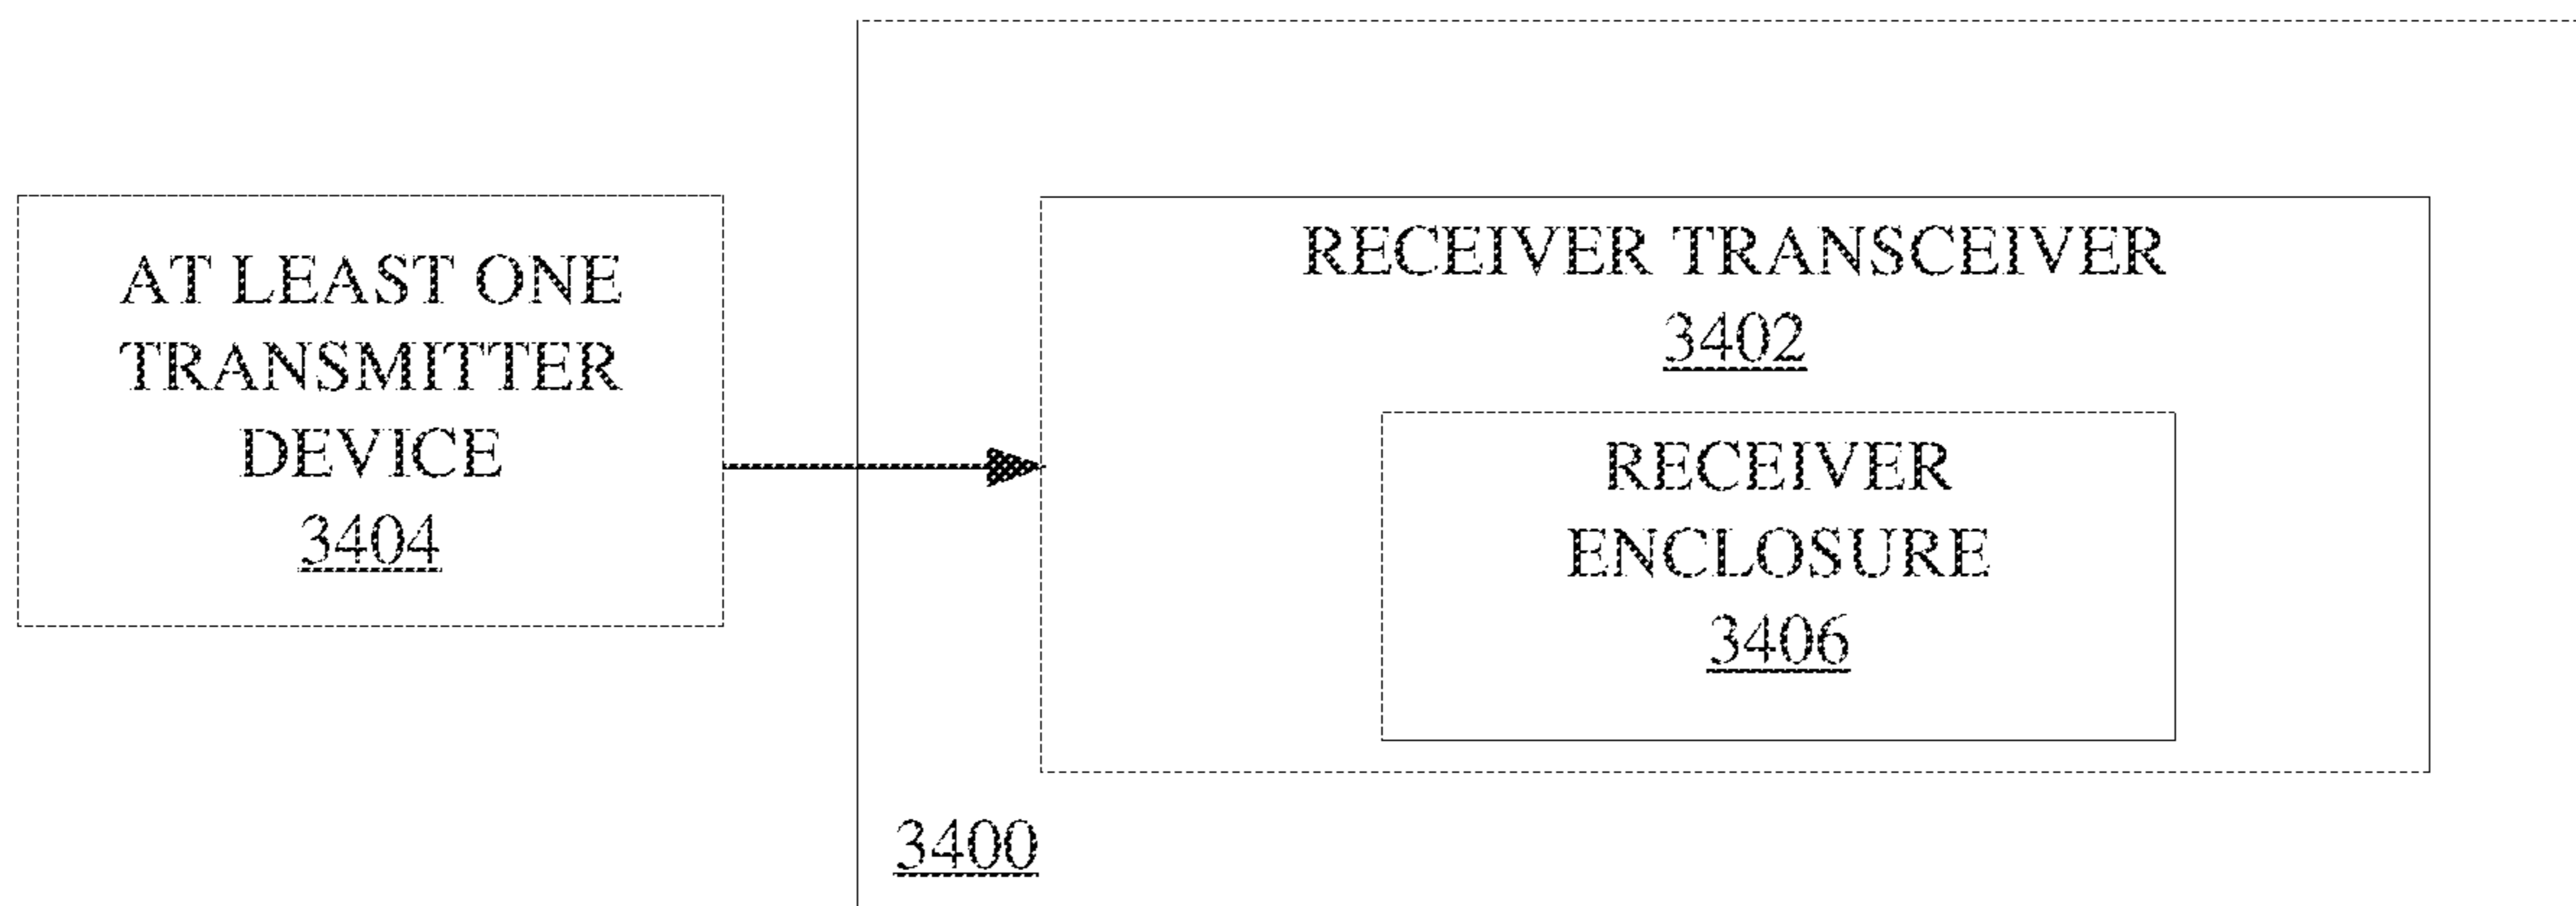 AT LEAST ONE
TRANSMITTER
DEVICE
3404
RECEIVER TRANSCEIVER
3402
RECEIVER
ENCLOSURE
3406
3400